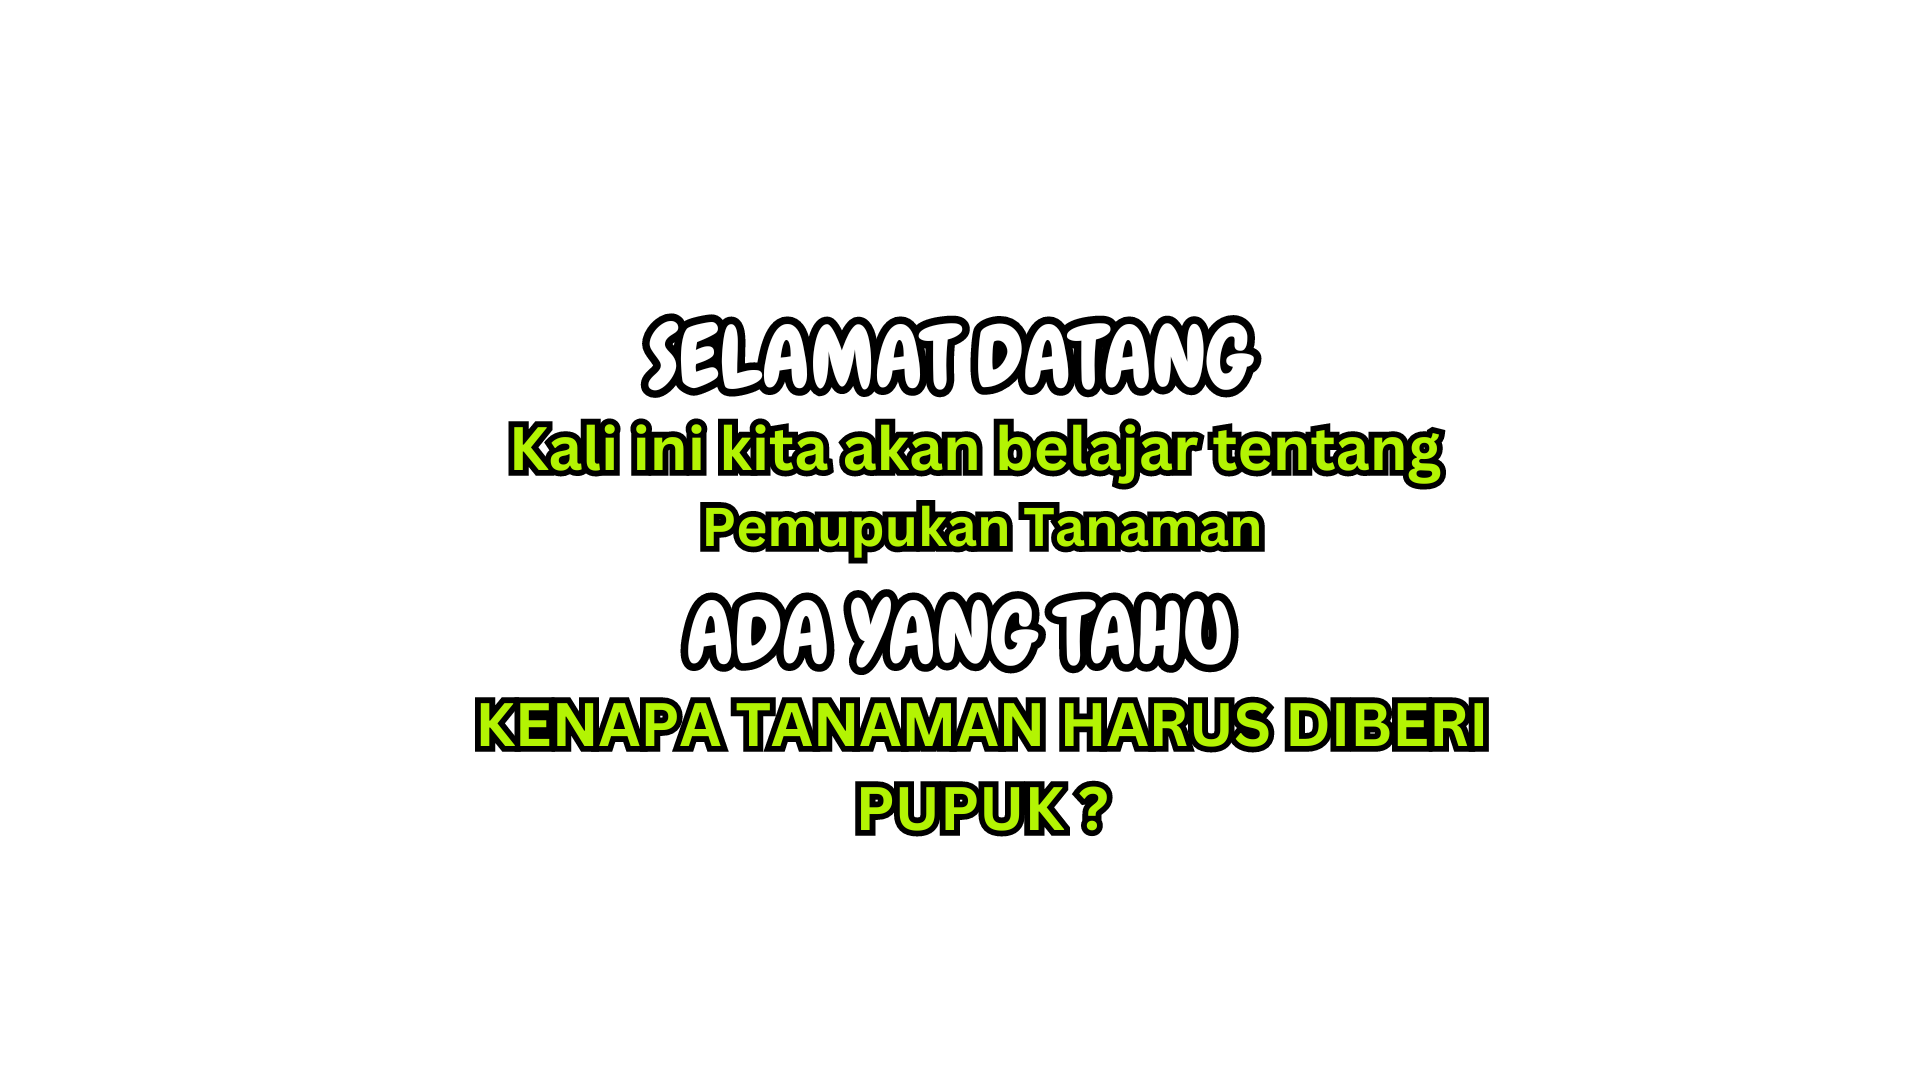 SELAMAT DATANG
Kali ini kita akan belajar tentang
Pemupukan Tanaman
ADA YANG TAHU
KENAPA TANAMAN HARUS DIBERI
PUPUK ?